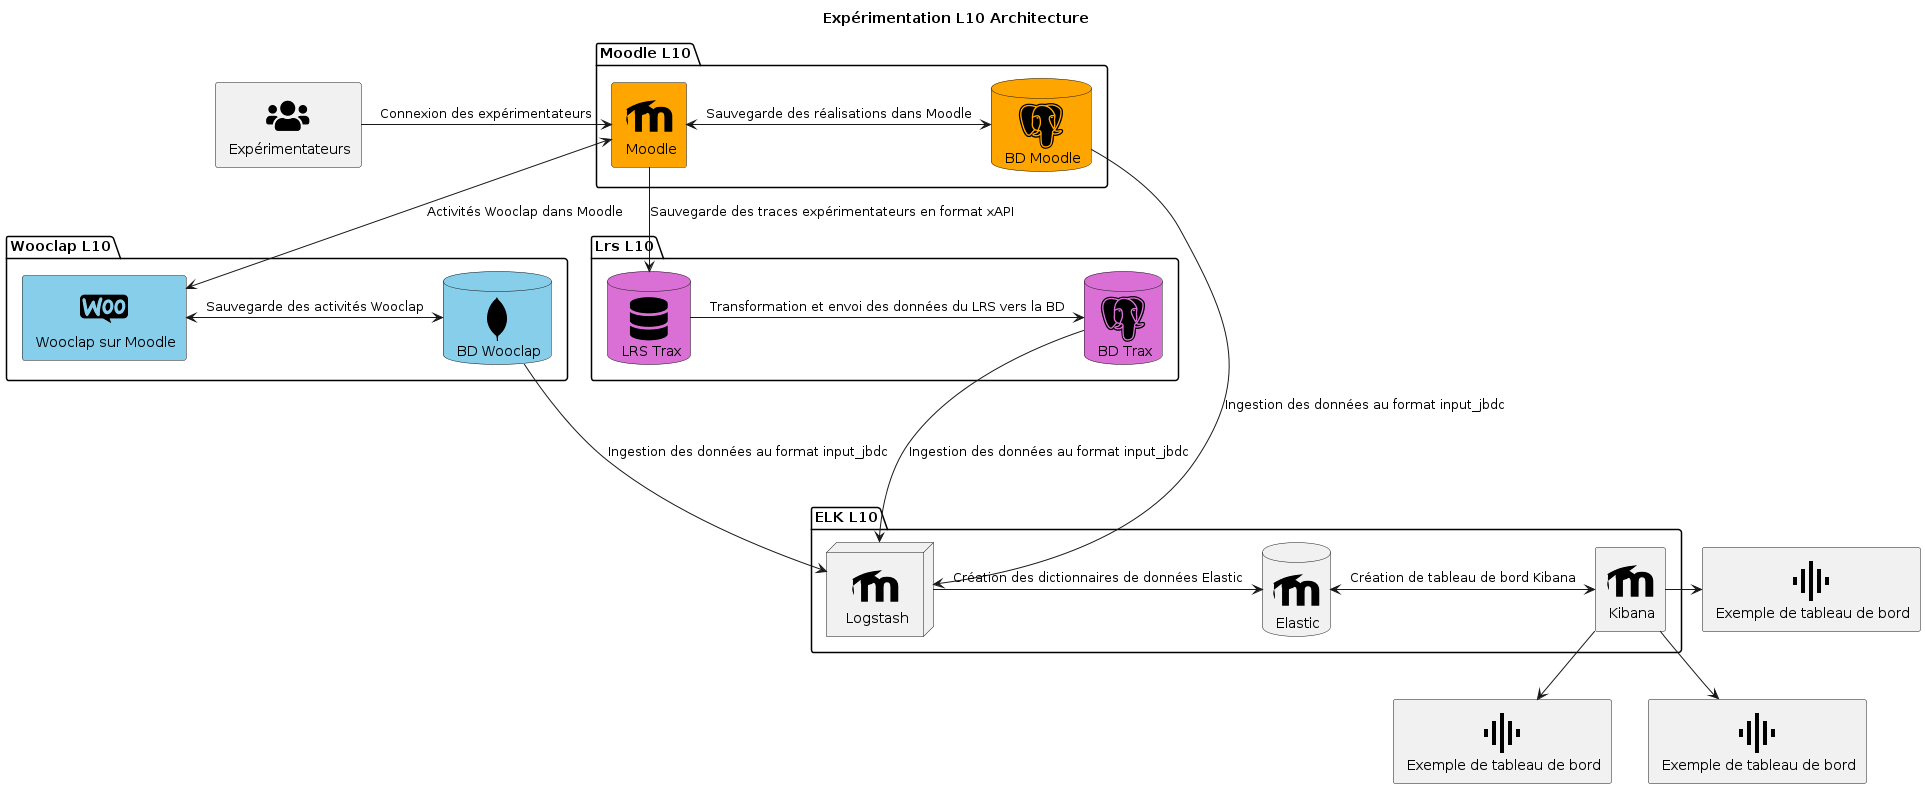 Expérimentation L10 Architecture
Moodle L10
Expérimentateurs
Connexion des expérimentateurs
Moodle
Sauvegarde des réalisations dans Moodle
BD Moodle
Activités Wooclap dans Moodle
Sauvegarde des traces expérimentateurs en format xAPI
Wooclap L10
WOO
Wooclap sur Moodle
Sauvegarde des activités Wooclap
BD Wooclap
Lrs L10
LRS Trax
Transformation et envoi des données du LRS vers la BD
BD Trax
Ingestion des données au format input_jbdc
Ingestion des données au format input_jbdc
Ingestion des données au format input_jbdc
ELK L10
Logstash
Création des dictionnaires de données Elastic
Elastic
Création de tableau de bord Kibana
Kibana
Exemple de tableau de bord
Exemple de tableau de bord
Exemple de tableau de bord